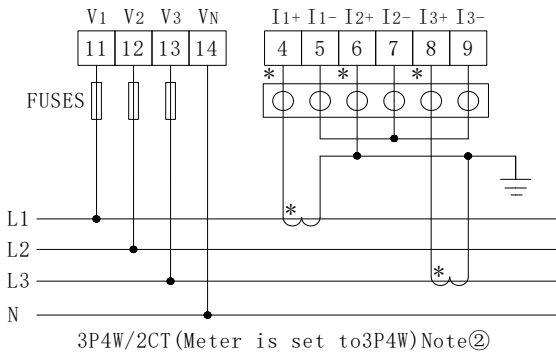 V1 V2 V3 VN I1+ I1- I2+ I2- I3+ I3-
11 12 13 14 4 5 6 7 8 9
* * *
FUSES
*
L1
L2
*
L3
N
3P4W/2CT(Meter is set to3P4W)Note②